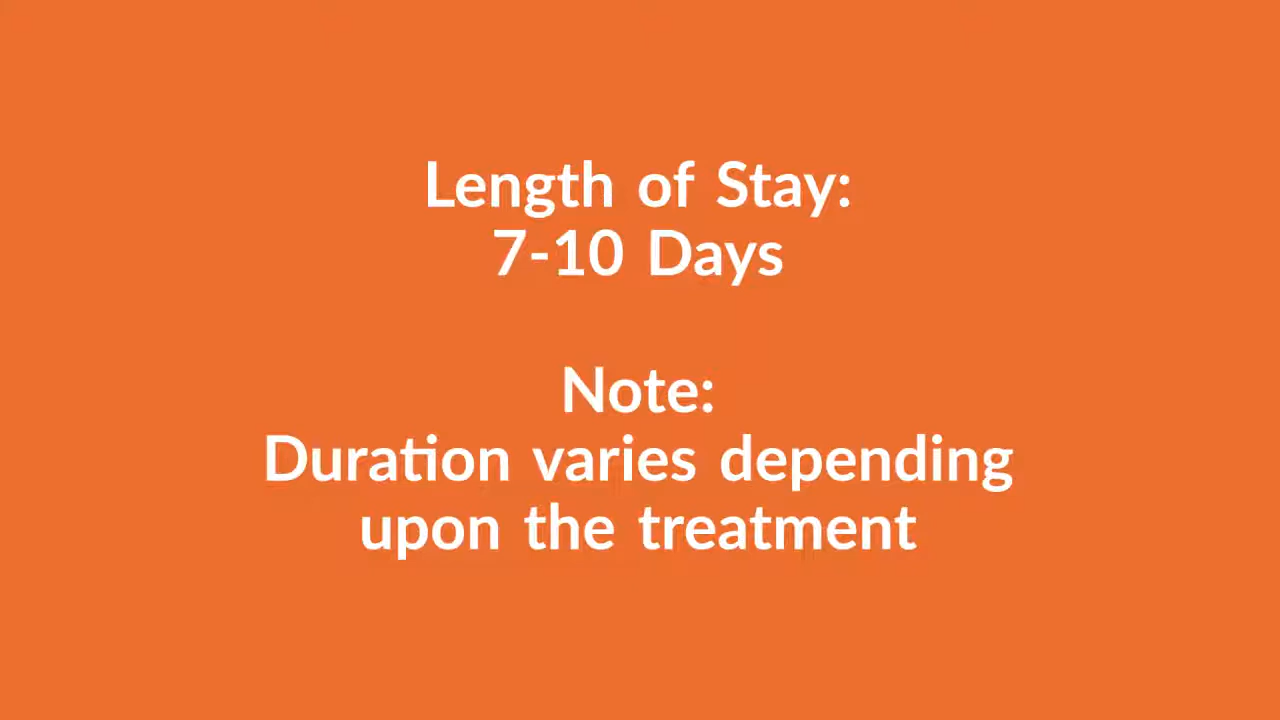 Length of Stay:
7-10 Days
Note:
Duration varies depending
upon the treatment